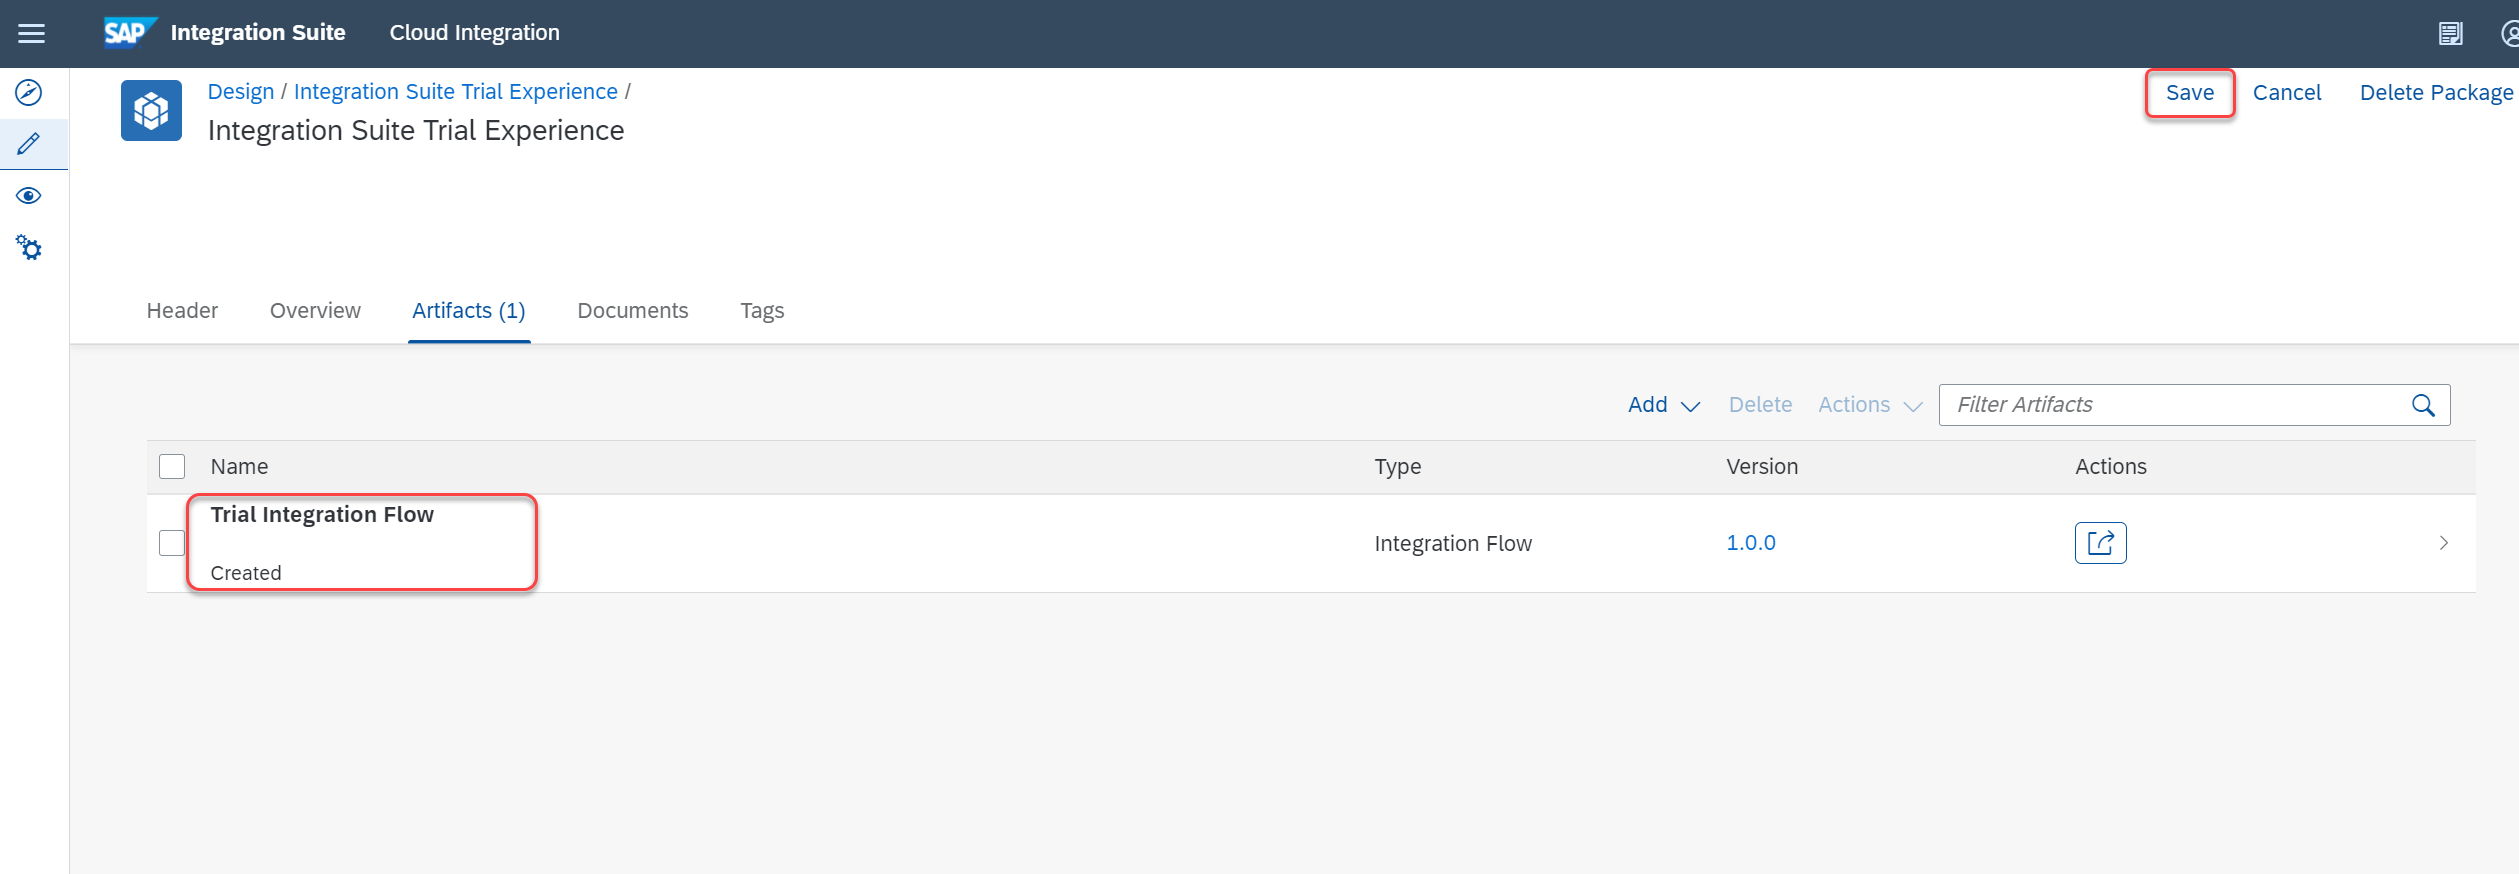 SAP Integration Suite Cloud Integration
Design / Integration Suite Trial Experience /
Save Cancel Delete Package
Integration Suite Trial Experience
Header Overview Artifacts (1) Documents Tags
Add Delete Actions Filter Artifacts
Name Type Version Actions
Trial Integration Flow
Integration Flow 1.0.0
Created